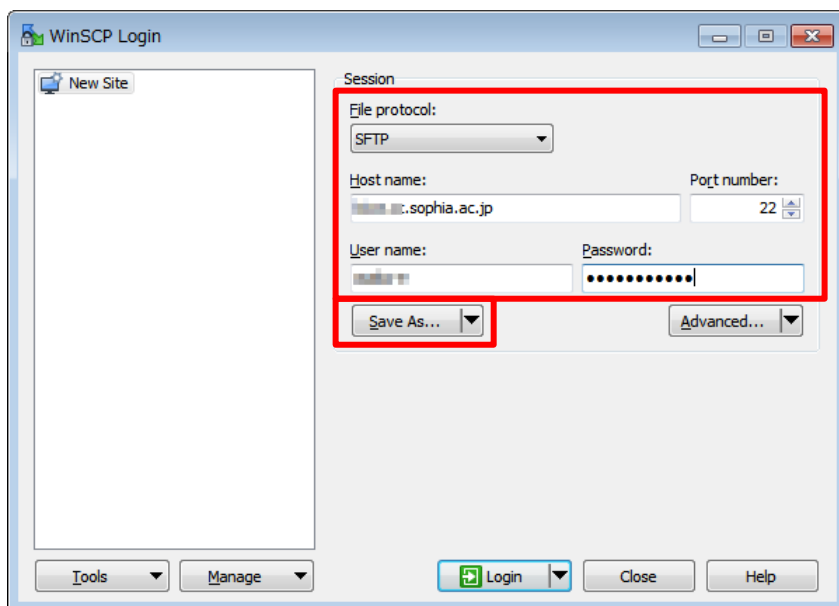 WinSCP Login
New Site
Session
File protocol:
SFTP
Host name: Port number:
.sophia.ac.jp 22
User name: Password:
●●●●●●●●●●●
Save As... Advanced...
Tools Manage Login Close Help